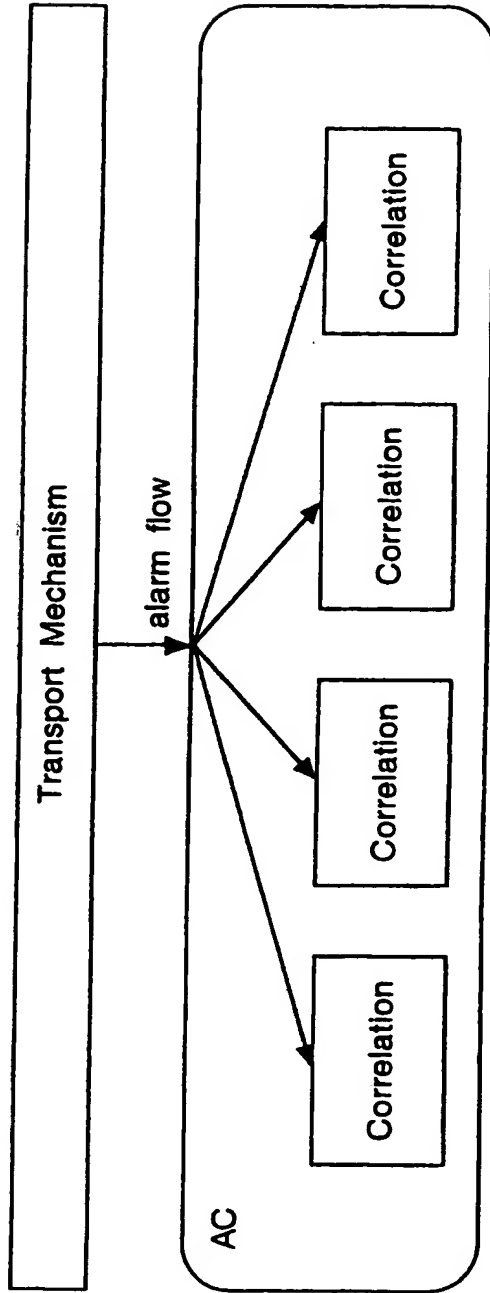 Transport Mechanism
alarm flow
AC
Correlation
Correlation
Correlation
Correlation